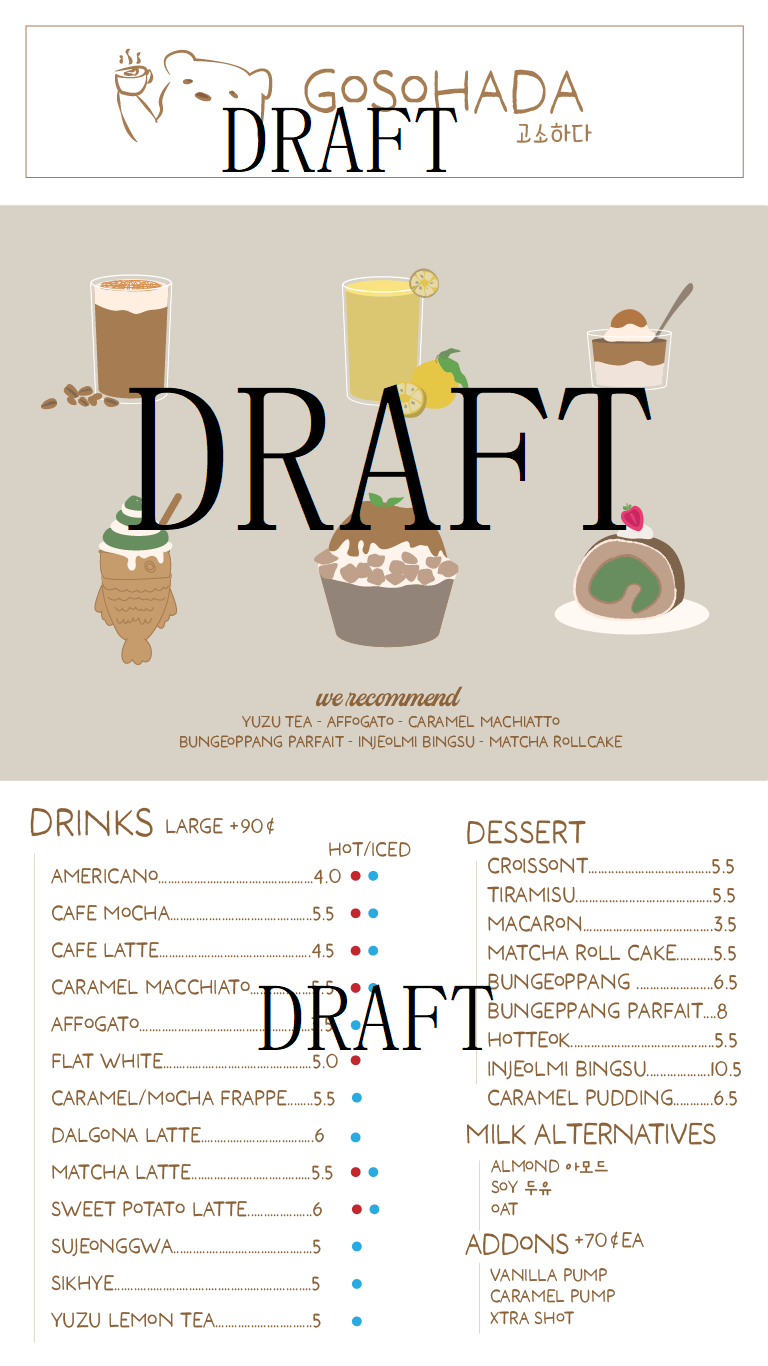 GOSOHADA
고소하다
DRAFT
DRAFT
we recommend
YUZU TEA - AFFOGATO - CARAMEL MACHIATTO
BUNGEOPPANG PARFAIT - INJEOLMI BINGSU - MATCHA ROLLCAKE
DRINKS LARGE +90¢
HOT/ICED
AMERICANO........................................4.0
CAFE MOCHA.....................................5.5
CAFE LATTE.......................................4.5
CARAMEL MACCHIATO................5.5
AFFOGATO
FLAT WHITE.......................................5.0
CARAMEL/MOCHA FRAPPE.......5.5
DALGONA LATTE.............................6
MATCHA LATTE...............................5.5
SWEET POTATO LATTE.................6
SUJEONGGWA...................................5
SIKHYE...................................................5
YUZU LEMON TEA.........................5
DRAFT
DESSERT
CROISSONT................................5.5
TIRAMISU...................................5.5
MACARON.................................3.5
MATCHA ROLL CAKE.........5.5
BUNGEOPPANG ....................6.5
BUNGEPPANG PARFAIT....8
HOTTEOK.....................................5.5
INJEOLMI BINGSU.................10.5
CARAMEL PUDDING..........6.5
MILK ALTERNATIVES
ALMOND 아모드
SOY 두유
OAT
ADDONS +70¢EA
VANILLA PUMP
CARAMEL PUMP
XTRA SHOT